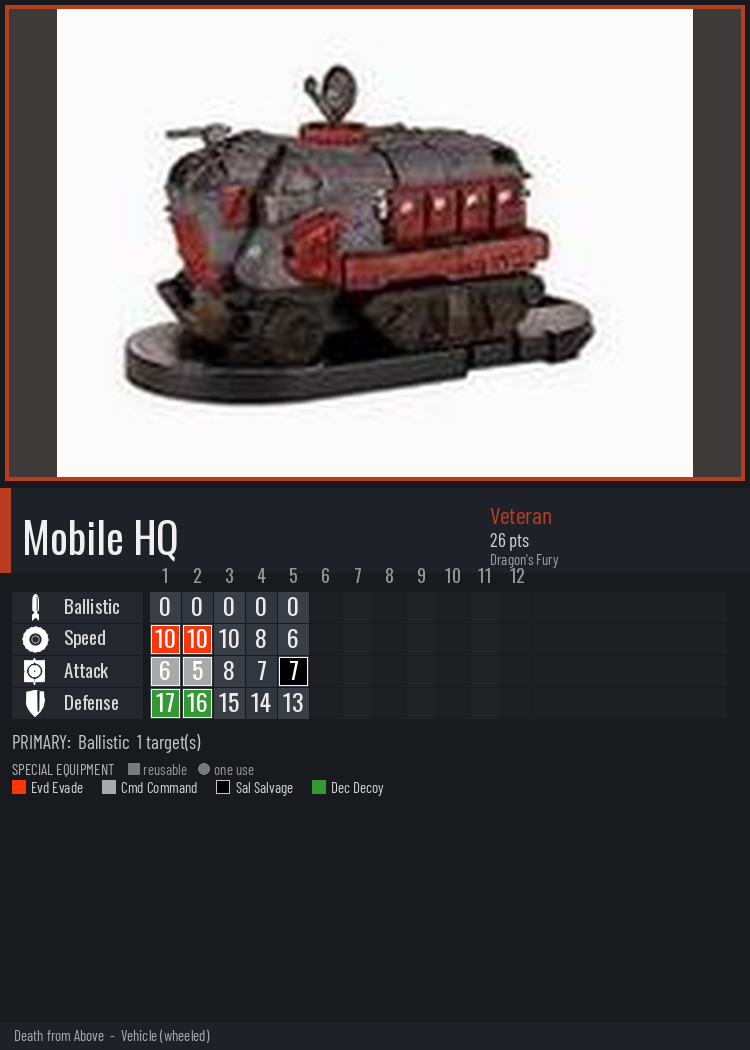 Mobile HQ
Veteran
26 pts
Dragon's Fury
1 2 3 4 5 6 7 8 9 10 11 12
Ballistic 0 0 0 0 0
Speed 10 10 10 8 6
Attack 6 5 8 7 7
Defense 17 16 15 14 13
PRIMARY: Ballistic 1 target(s)
SPECIAL EQUIPMENT reusable one use
Evd Evade Cmd Command Sal Salvage Dec Decoy
Death from Above - Vehicle (wheeled)